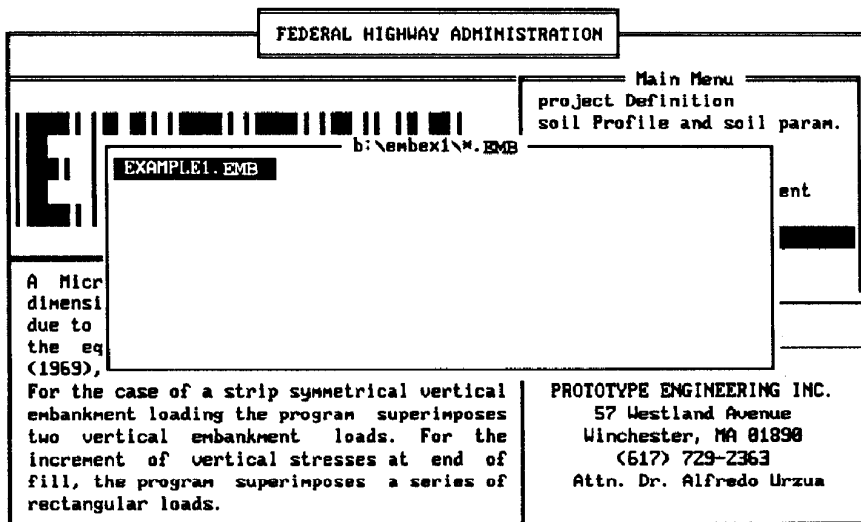 FEDERAL HIGHWAY ADMINISTRATION
Main Menu
project Definition
soil Profile and soil param.
b:\embex1\*.EMB
EXAMPLE1.EMB
ent
A Micr
dimensi
due to
the eq
(1969),
For the case of a strip symmetrical vertical
embankment loading the program superimposes
two vertical embankment loads. For the
increment of vertical stresses at end of
fill, the program superimposes a series of
rectangular loads.
PROTOTYPE ENGINEERING INC.
57 Westland Avenue
Winchester, MA 01890
(617) 729-2363
Attn. Dr. Alfredo Urzua